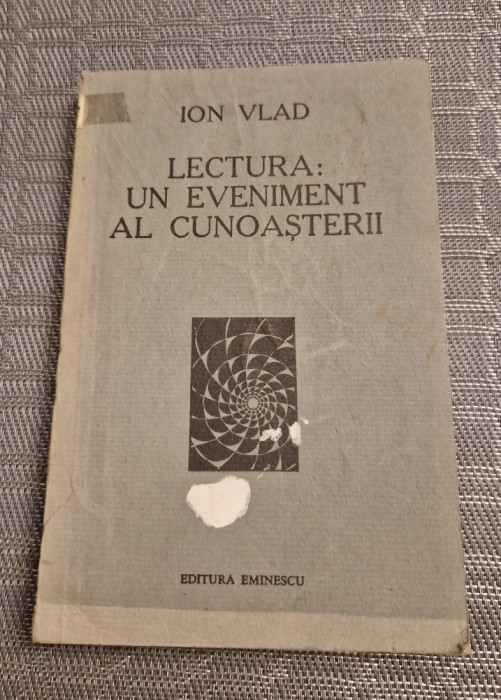 ION VLAD
LECTURA:
UN EVENIMENT
AL CUNOAȘTERII
EDITURA EMINESCU